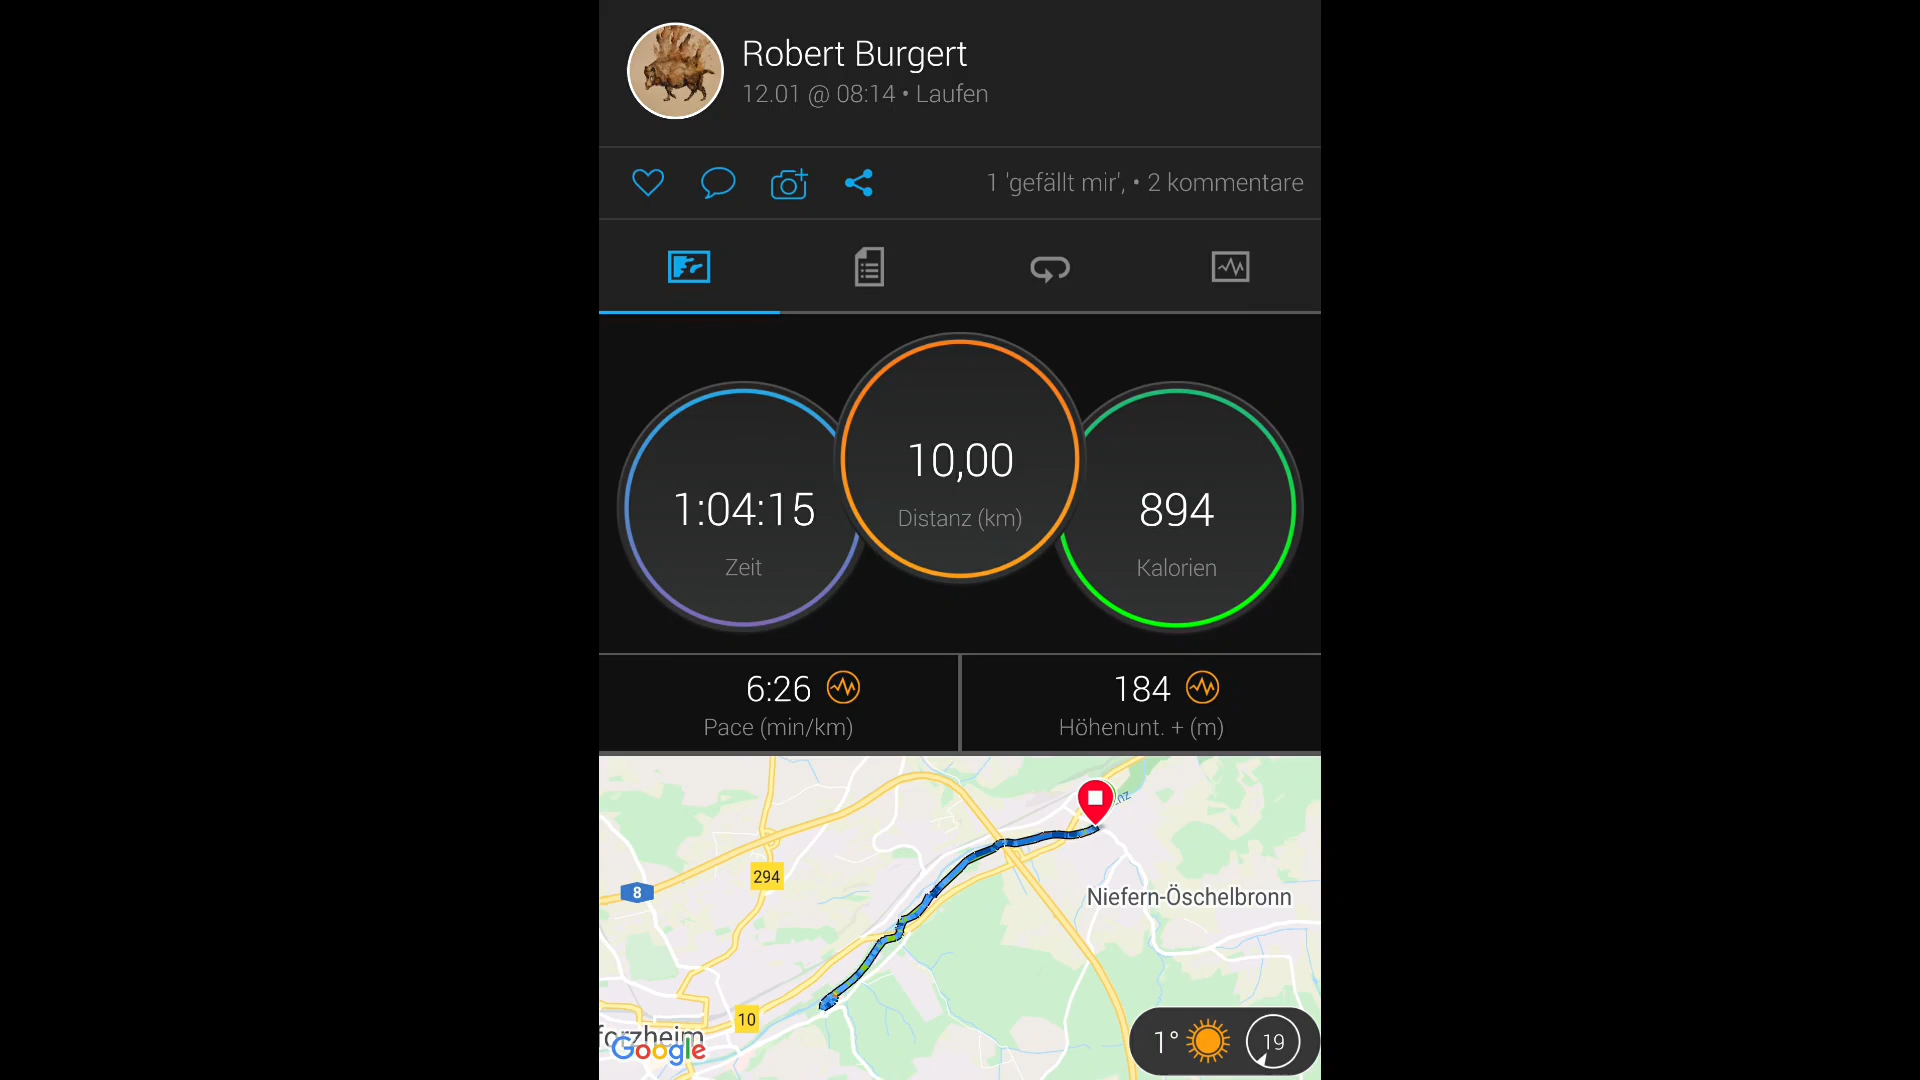 Robert Burgert
12.01 @ 08:14 • Laufen
1 'gefällt mir', • 2 kommentare
10,00
Distanz (km)
1:04:15
Zeit
894
Kalorien
6:26
Pace (min/km)
184
Höhenunt. + (m)
294
8
Niefern-Öschelbronn
10
forzheim
Google
1°
19